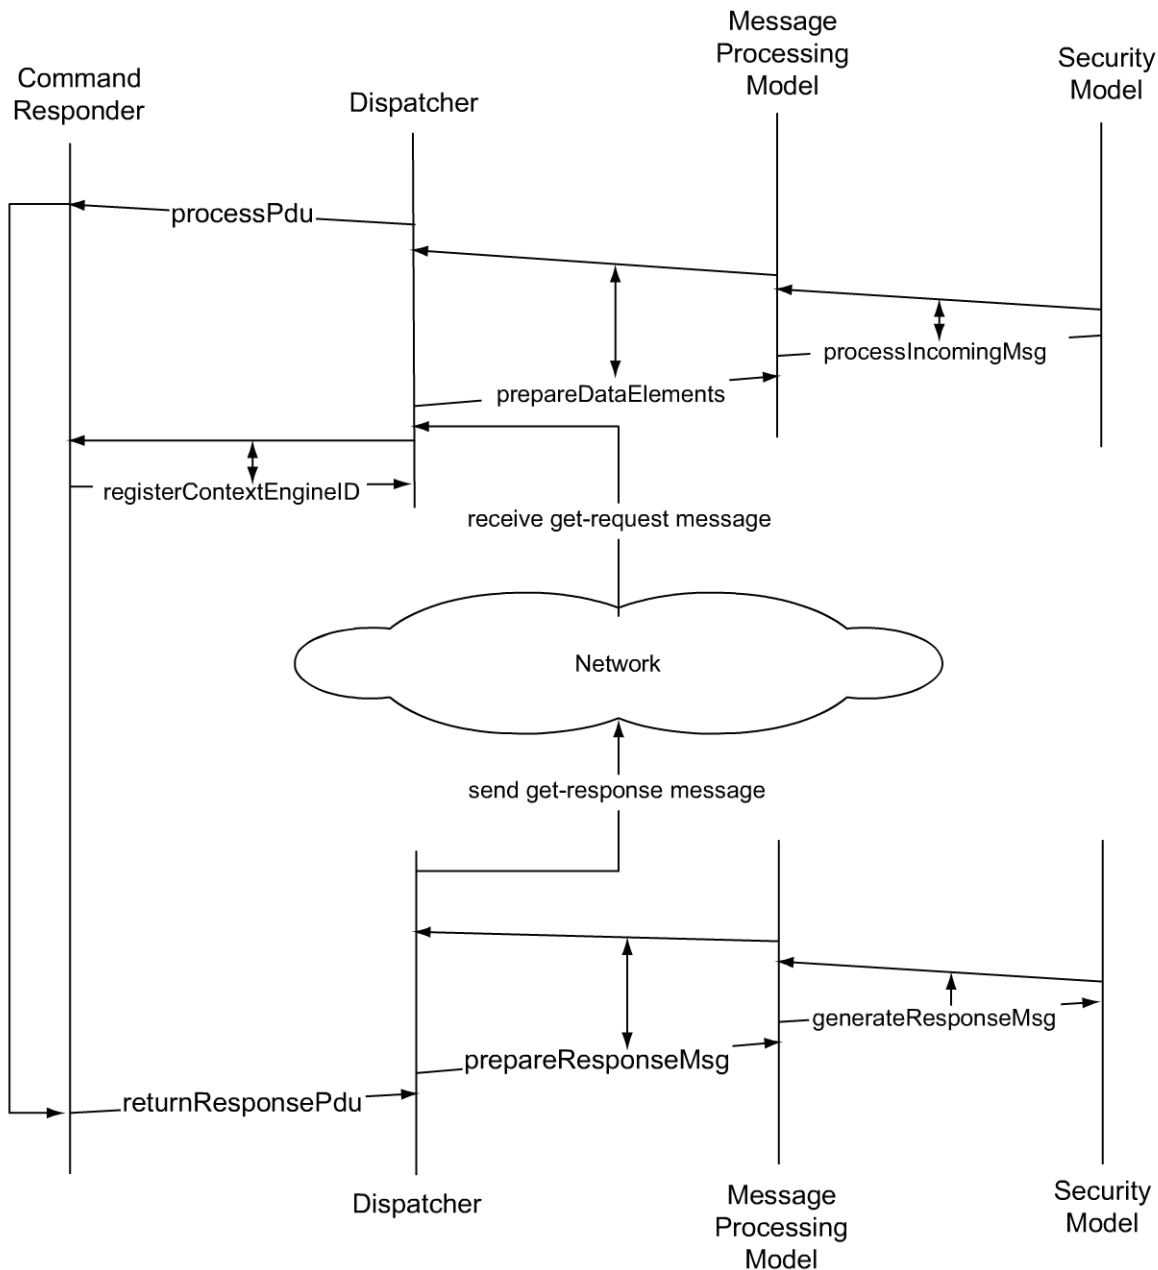 Command
Responder
Dispatcher
Message
Processing
Model
Security
Model
processPdu
processIncomingMsg
prepareDataElements
registerContextEngineID
receive get-request message
Network
send get-response message
generateResponseMsg
prepareResponseMsg
returnResponsePdu
Dispatcher
Message
Processing
Model
Security
Model